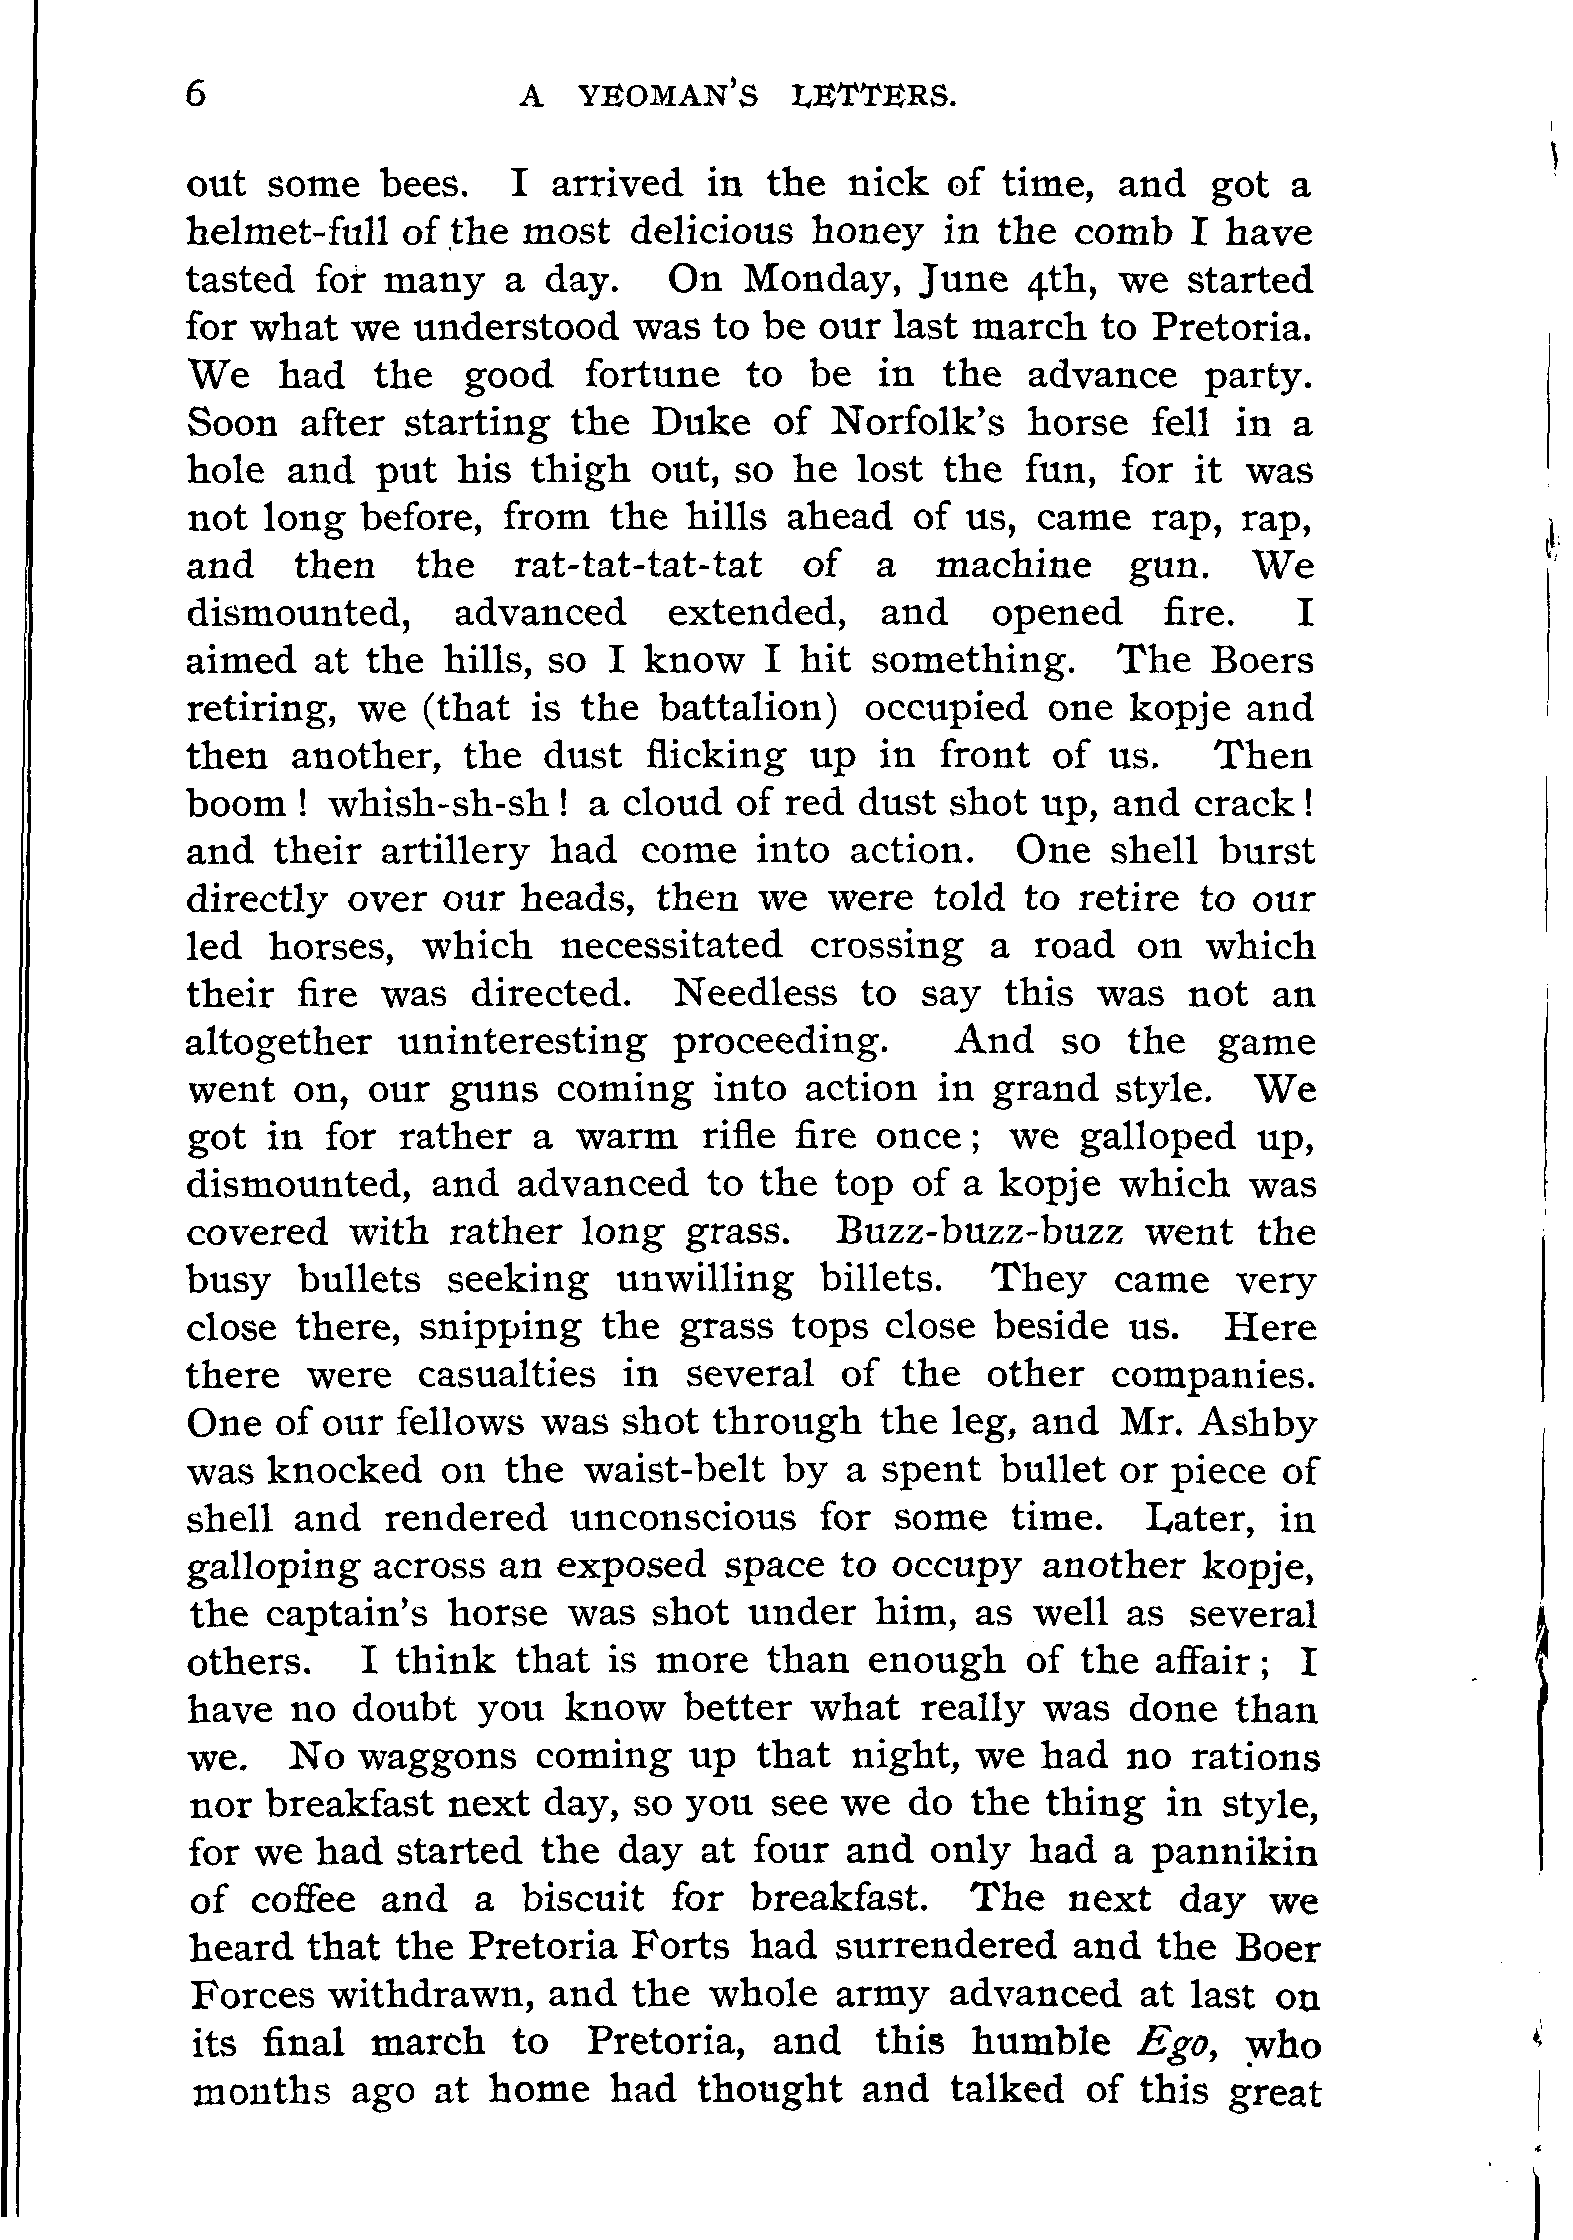 6 A YEOMAN'S LETTERS.
out some bees. I arrived in the nick of time, and got a
helmet-full of the most delicious honey in the comb I have
tasted for many a day. On Monday, June 4th, we started
for what we understood was to be our last march to Pretoria.
We had the good fortune to be in the advance party.
Soon after starting the Duke of Norfolk's horse fell in a
hole and put his thigh out, so he lost the fun, for it was
not long before, from the hills ahead of us, came rap, rap,
and then the rat-tat-tat-tat of a machine gun. We
dismounted, advanced extended, and opened fire. I
aimed at the hills, so I know I hit something. The Boers
retiring, we (that is the battalion) occupied one kopje and
then another, the dust flicking up in front of us. Then
boom ! whish-sh-sh ! a cloud of red dust shot up, and crack !
and their artillery had come into action. One shell burst
directly over our heads, then we were told to retire to our
led horses, which necessitated crossing a road on which
their fire was directed. Needless to say this was not an
altogether uninteresting proceeding. And so the game
went on, our guns coming into action in grand style. We
got in for rather a warm rifle fire once ; we galloped up,
dismounted, and advanced to the top of a kopje which was
covered with rather long grass. Buzz-buzz-buzz went the
busy bullets seeking unwilling billets. They came very
close there, snipping the grass tops close beside us. Here
there were casualties in several of the other companies.
One of our fellows was shot through the leg, and Mr. Ashby
was knocked on the waist-belt by a spent bullet or piece of
shell and rendered unconscious for some time. Later, in
galloping across an exposed space to occupy another kopje,
the captain's horse was shot under him, as well as several
others. I think that is more than enough of the affair ; I
have no doubt you know better what really was done than
we. No waggons coming up that night, we had no rations
nor breakfast next day, so you see we do the thing in style,
for we had started the day at four and only had a pannikin
of coffee and a biscuit for breakfast. The next day we
heard that the Pretoria Forts had surrendered and the Boer
Forces withdrawn, and the whole army advanced at last on
its final march to Pretoria, and this humble Ego, who
months ago at home had thought and talked of this great